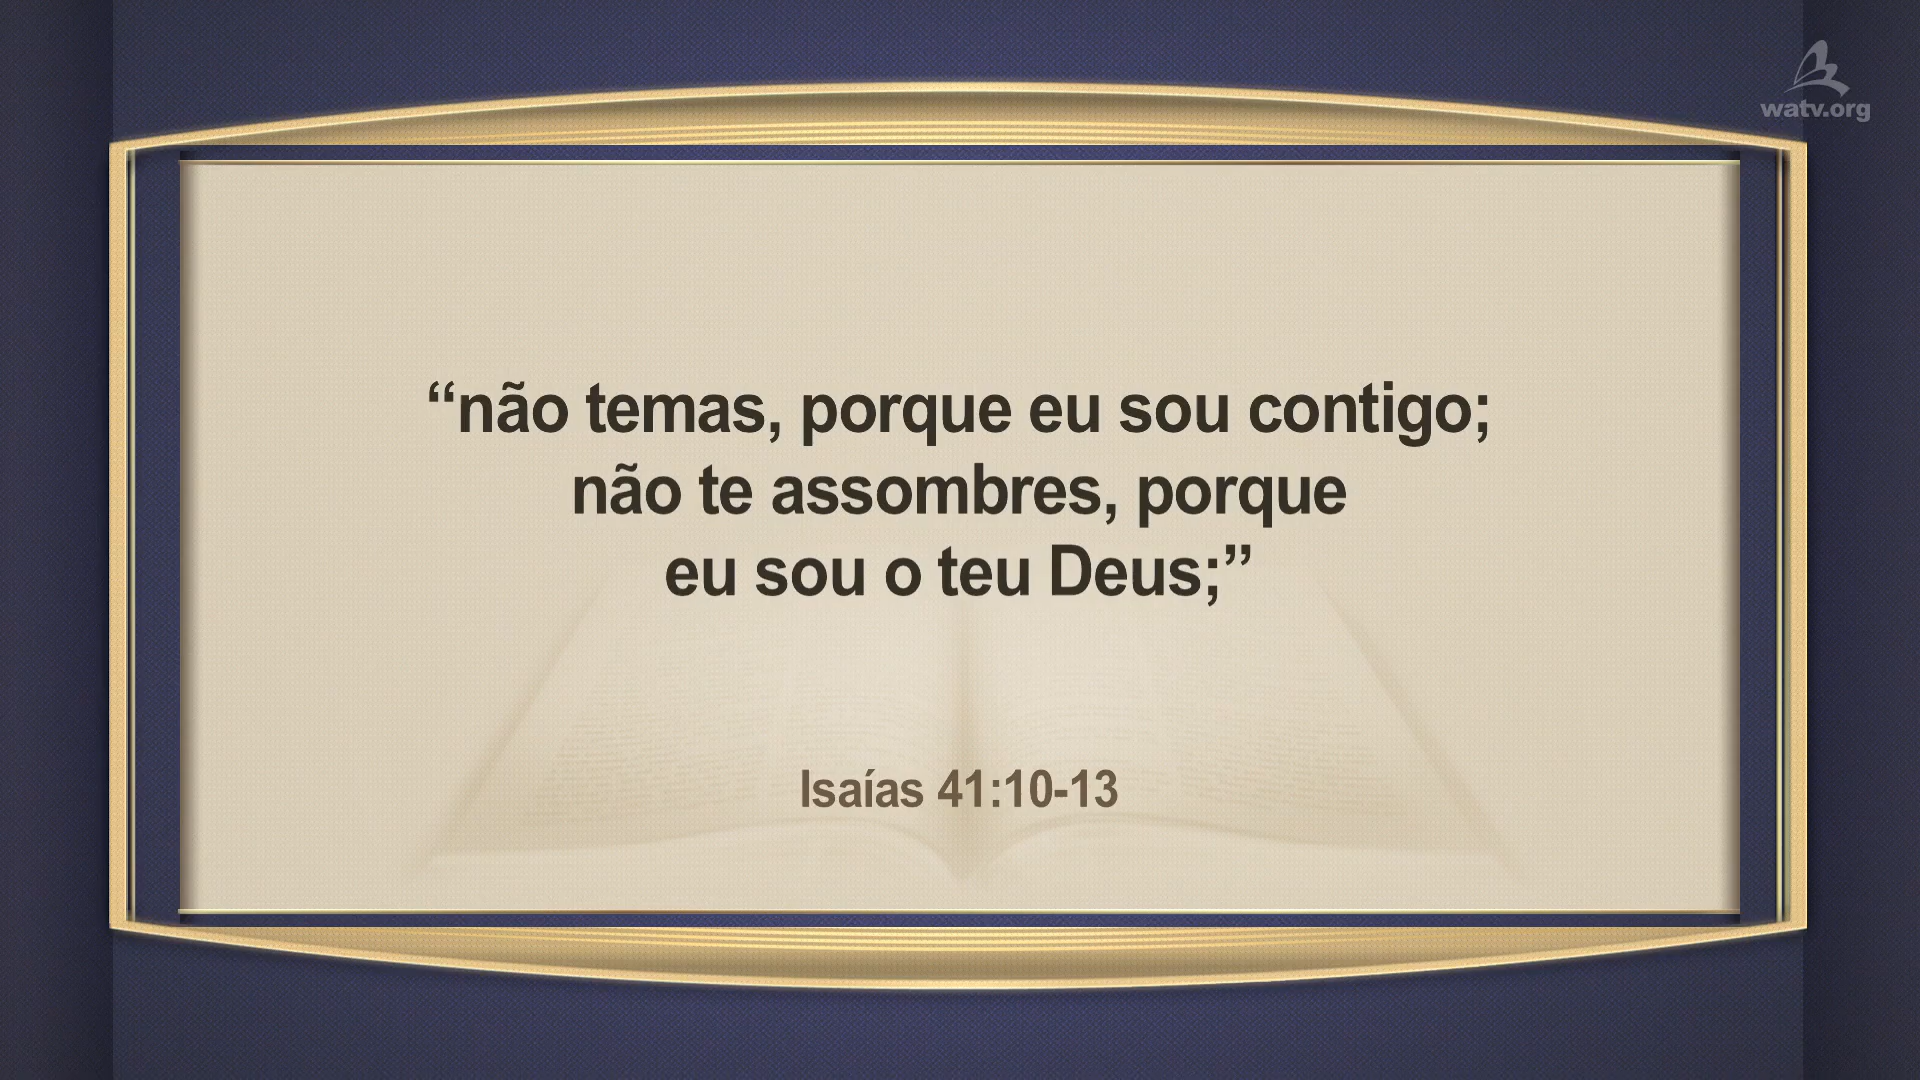 watv.org
“não temas, porque eu sou contigo;
não te assombres, porque
eu sou o teu Deus;”
Isaías 41:10-13